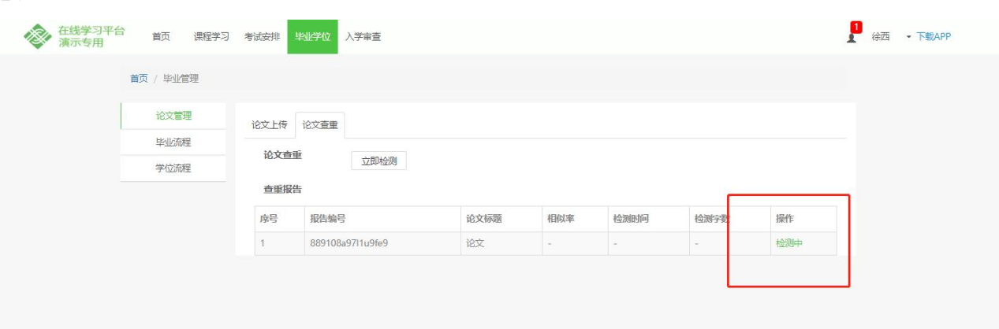 在线学习平台
演示专用
首页 课程学习 考试安排 毕业学位 入学审查
1
徐西 下载APP
首页 / 毕业管理
论文管理
毕业流程
学位流程
论文上传 论文查重
论文查重 立即检测
查重报告
序号 报告编号 论文标题 相似率 检测时间 检测字数 操作
1 889108a97l1u9fe9 论文 - - - 检测中